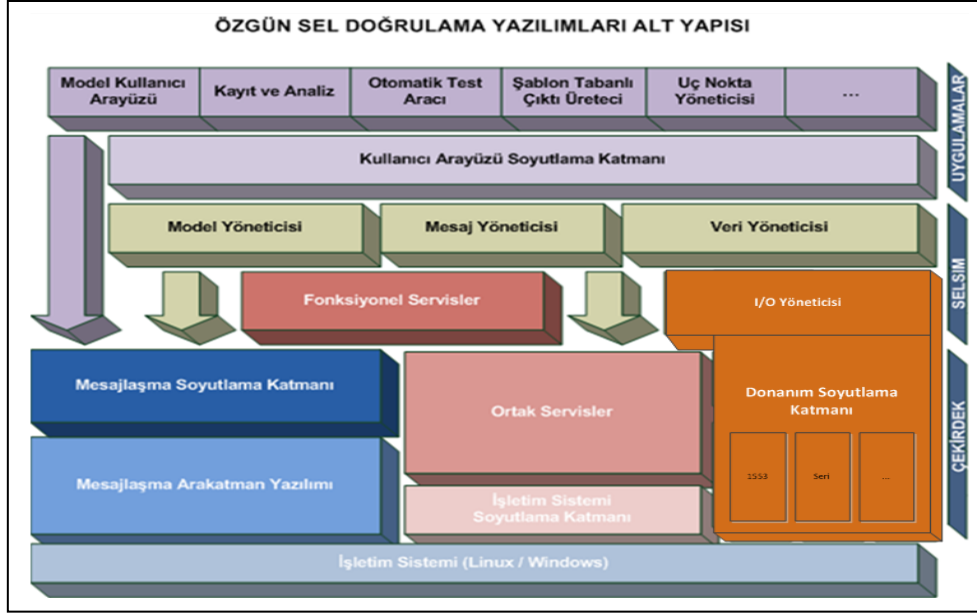 ÖZGÜN SEL DOĞRULAMA YAZILIMLARI ALT YAPISI
Model Kullanıcı
Arayüzü
Kayıt ve Analiz
Otomatik Test
Aracı
Şablon Tabanlı
Çıktı Üreteci
Uç Nokta
Yöneticisi
...
UYGULAMALAR
Kullanıcı Arayüzü Soyutlama Katmanı
Model Yöneticisi
Mesaj Yöneticisi
Veri Yöneticisi
SELSİM
Fonksiyonel Servisler
I/O Yöneticisi
Mesajlaşma Soyutlama Katmanı
Ortak Servisler
Donanım Soyutlama
Katmanı
ÇEKİRDEK
1553
Seri
...
Mesajlaşma Arakatman Yazılımı
İşletim Sistemi
Soyutlama Katmanı
İşletim Sistemi (Linux / Windows)